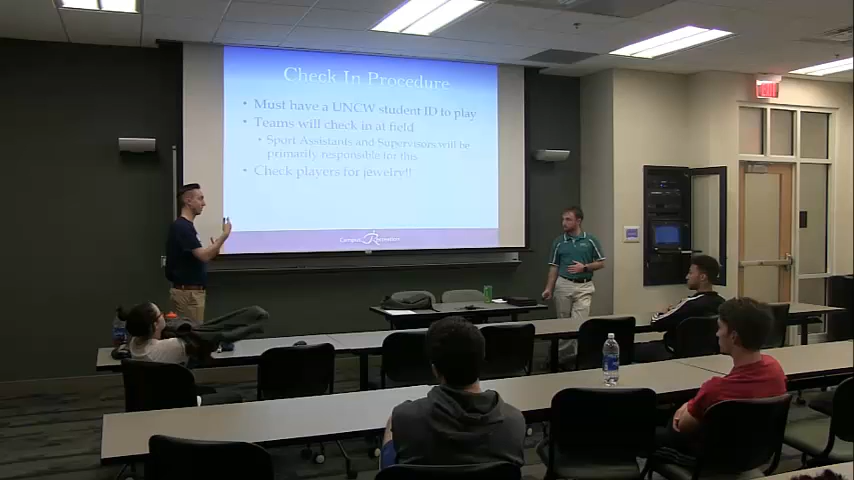 Check In Procedure
• Must have a UNCW student ID to play
• Teams will check in at field
• Sport Assistants and Supervisors will be
primarily responsible for this
• Check players for jewelry!!
Campus Recreation
EXIT